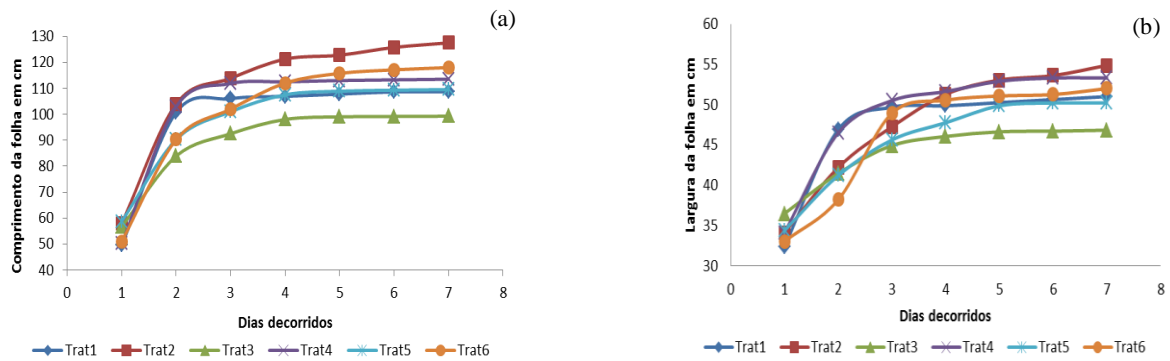 (a)
Comprimento da folha em cm
130
120
110
100
90
80
70
60
50
40
0 1 2 3 4 5 6 7 8
Dias decorridos
Trat1 Trat2 Trat3 Trat4 Trat5 Trat6
(b)
Largura da folha em cm
60
55
50
45
40
35
30
0 1 2 3 4 5 6 7 8
Dias decorridos
Trat1 Trat2 Trat3 Trat4 Trat5 Trat6